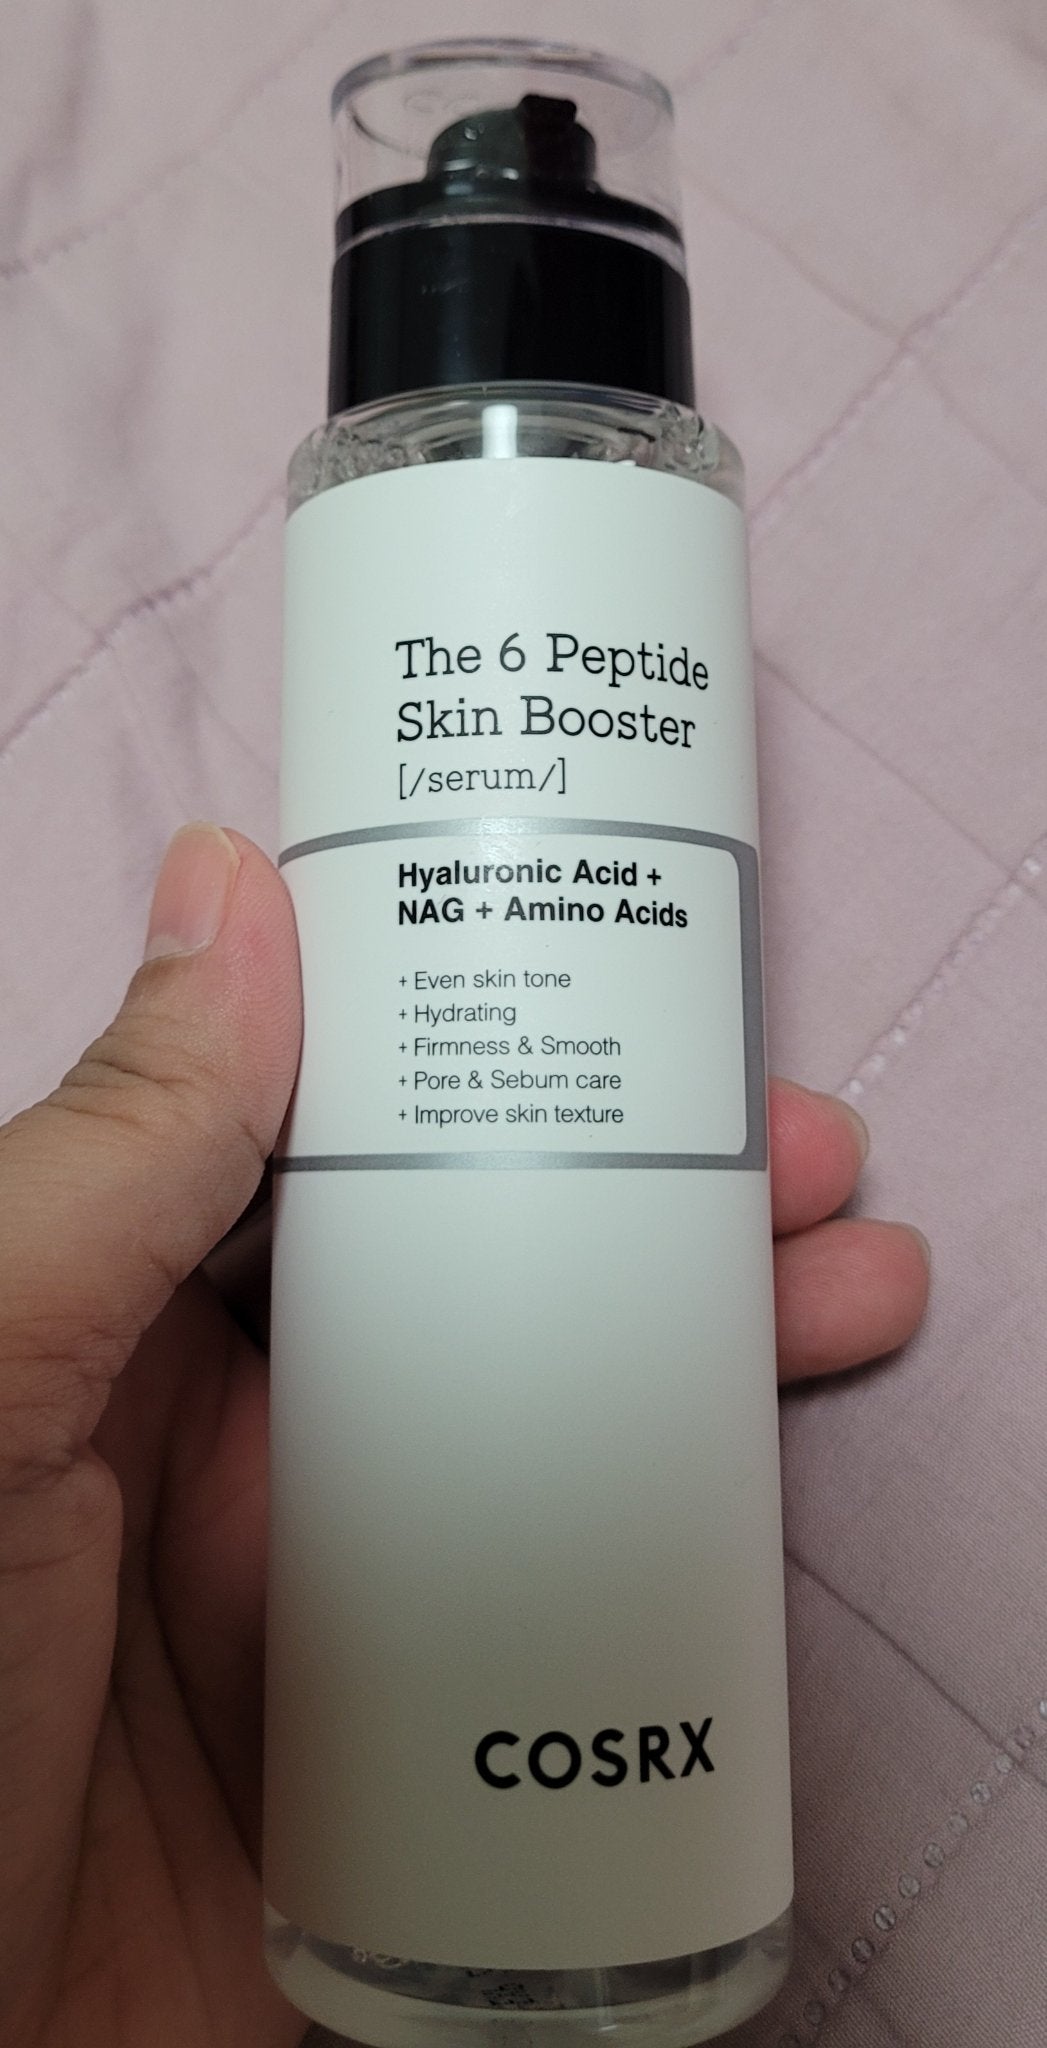 The 6 Peptide
Skin Booster
[/serum/]
Hyaluronic Acid +
NAG + Amino Acids
+ Even skin tone
+ Hydrating
+ Firmness & Smooth
+ Pore & Sebum care
+ Improve skin texture
COSRX